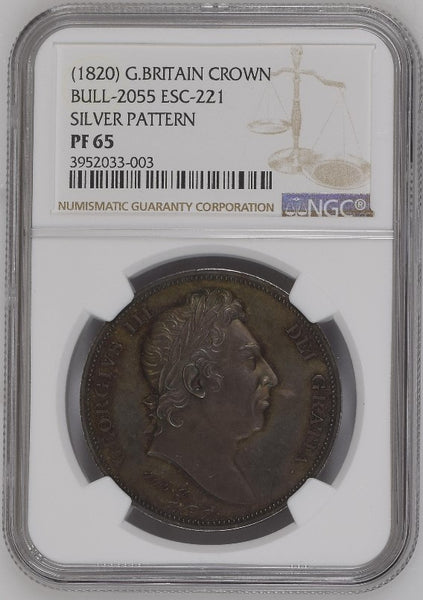 (1820) G.BRITAIN CROWN
BULL-2055 ESC-221
SILVER PATTERN
PF 65
3952033-003
NUMISMATIC GUARANTY CORPORATION
NGC®
GEORGIVS III DEI GRATIA.